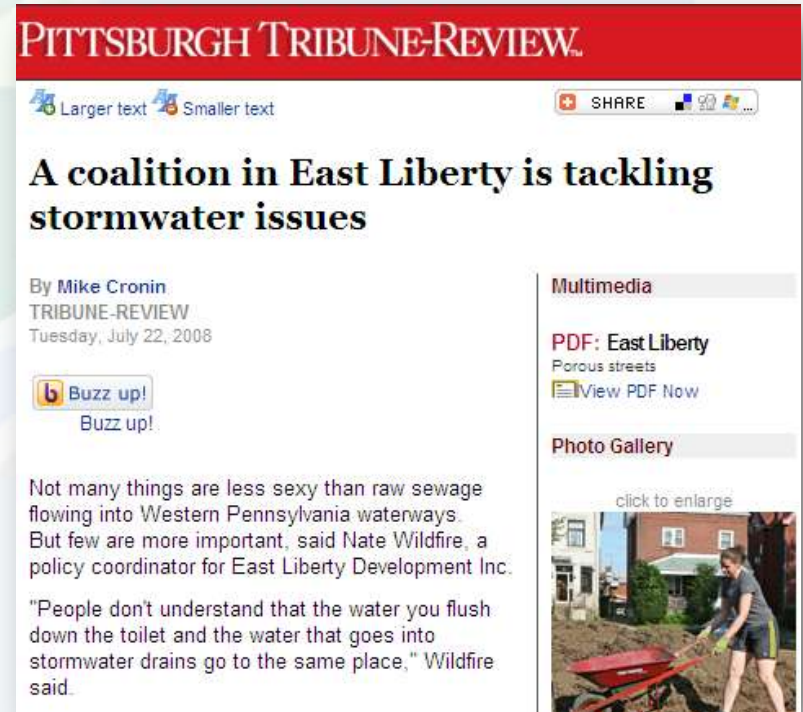 PITTSBURGH TRIBUNE-REVIEW
Larger text Smaller text
SHARE ...
A coalition in East Liberty is tackling
stormwater issues
By Mike Cronin
TRIBUNE-REVIEW
Tuesday, July 22, 2008
b Buzz up!
Buzz up!
Not many things are less sexy than raw sewage
flowing into Western Pennsylvania waterways.
But few are more important, said Nate Wildfire, a
policy coordinator for East Liberty Development Inc.
"People don't understand that the water you flush
down the toilet and the water that goes into
stormwater drains go to the same place," Wildfire
said.
Multimedia
PDF: East Liberty
Porous streets
View PDF Now
Photo Gallery
click to enlarge